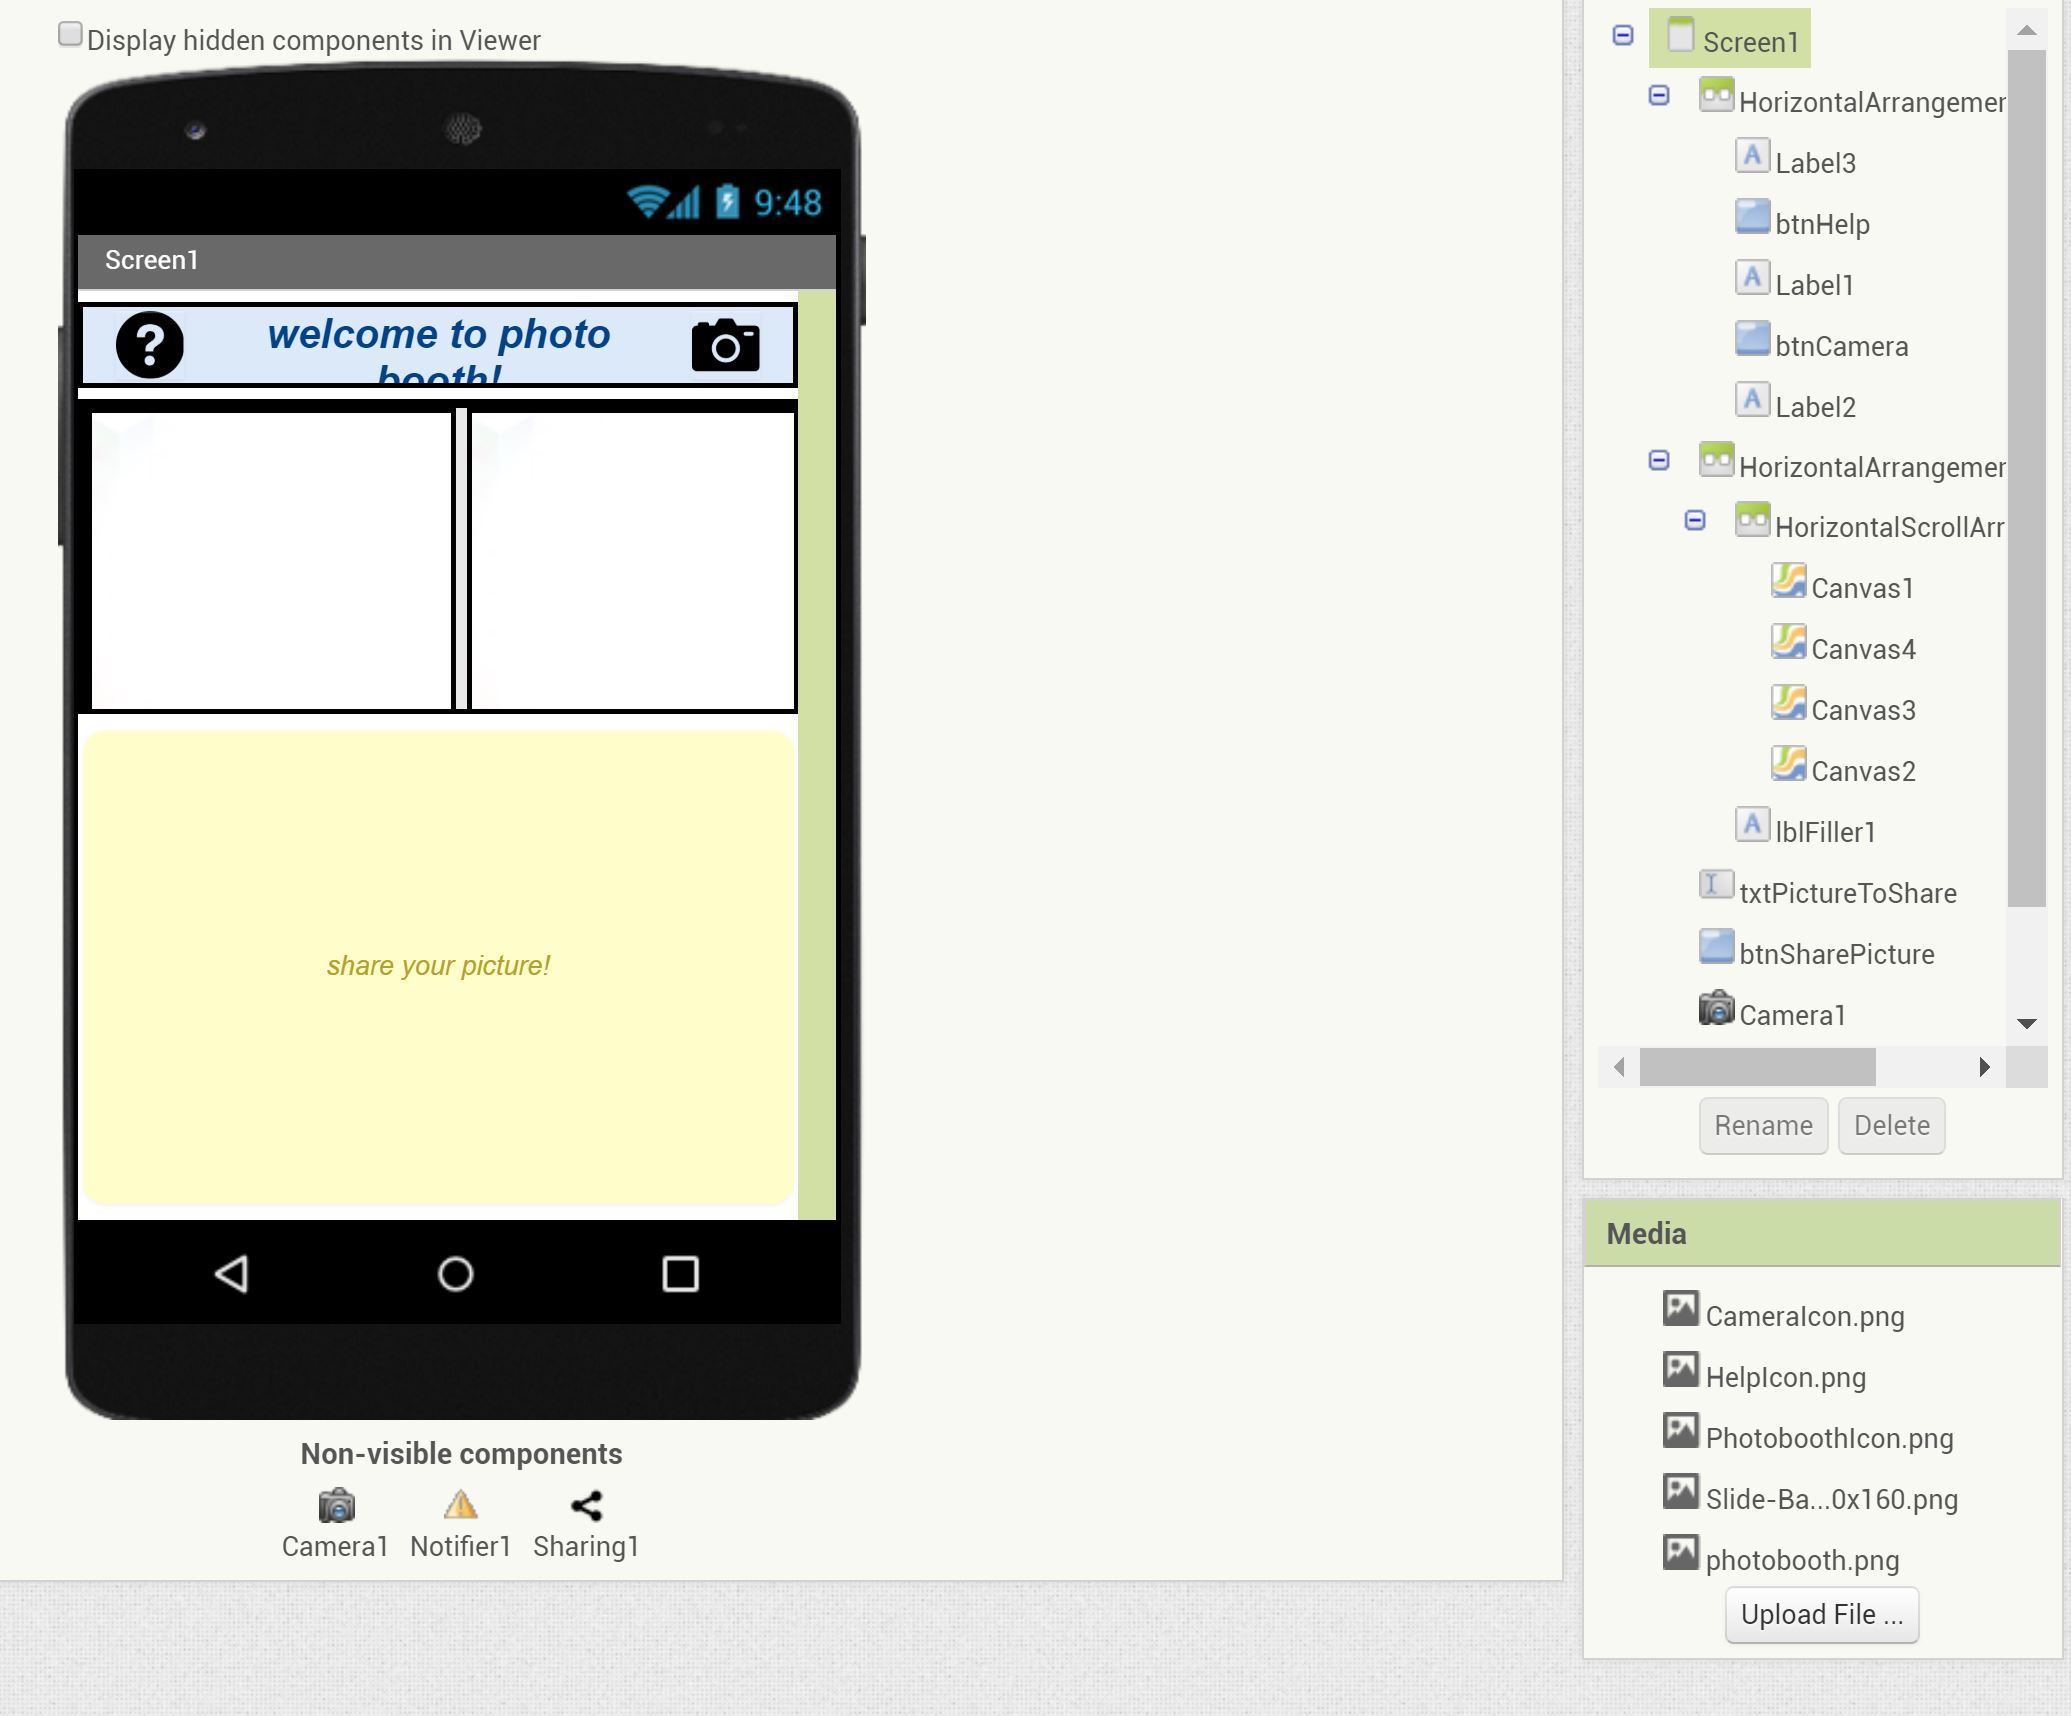 Display hidden components in Viewer
9:48
Screen1
welcome to photo
booth!
share your picture!
Non-visible components
Camera1 Notifier1 Sharing1
Screen1
HorizontalArrangemen
Label3
btnHelp
Label1
btnCamera
Label2
HorizontalArrangemen
HorizontalScrollArr
Canvas1
Canvas4
Canvas3
Canvas2
lblFiller1
txtPictureToShare
btnSharePicture
Camera1
Rename Delete
Media
CameraIcon.png
HelpIcon.png
PhotoboothIcon.png
Slide-Ba...0x160.png
photobooth.png
Upload File ...